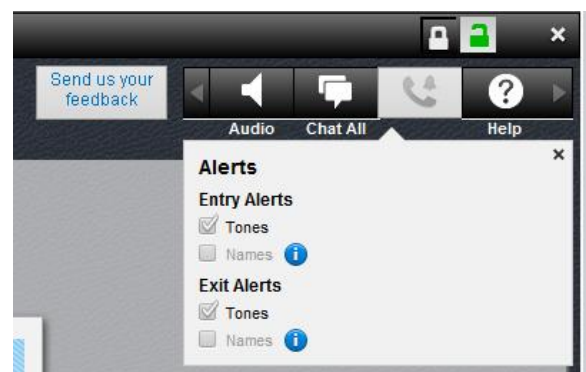 Send us your
feedback
Audio
Chat All
Help
Alerts
Entry Alerts
Tones
Names
Exit Alerts
Tones
Names